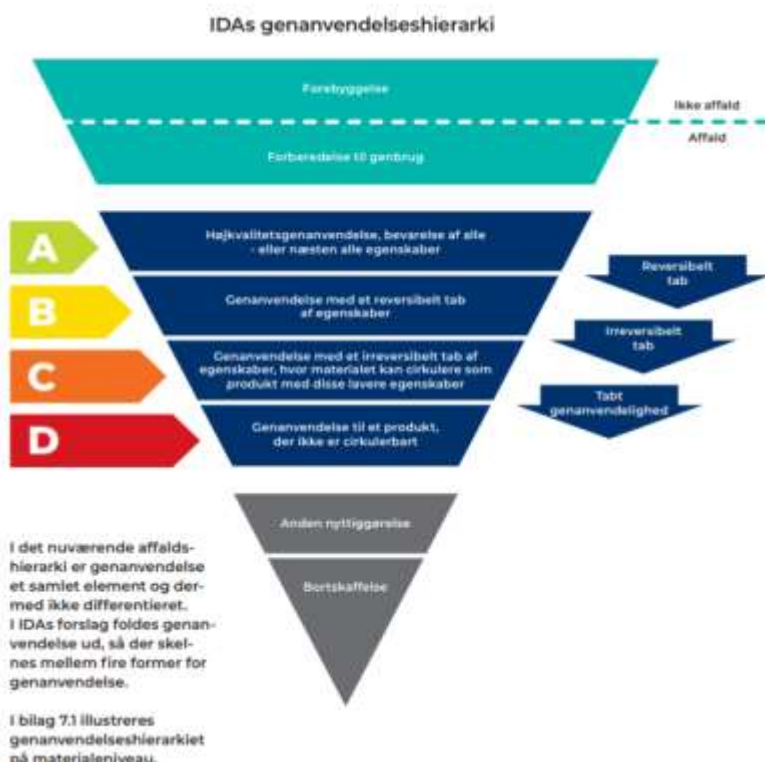 IDAs genanvendelseshierarki
Forebyggelse
Ikke affald
Affald
Forberedelse til genbrug
A
Højkvalitetsgenanvendelse, bevarelse af alle
- eller næsten alle egenskaber
Reversibelt
tab
B
Genanvendelse med et reversibelt tab
af egenskaber
Irreversibelt
tab
C
Genanvendelse med et irreversibelt tab af
egenskaber, hvor materialet kan cirkulere som
produkt med disse lavere egenskaber
Tabt
genanvendelighed
D
Genanvendelse til et produkt,
der ikke er cirkulerbart
Anden nyttiggørelse
Bortskaffelse
I det nuværende affalds-
hierarki er genanvendelse
et samlet element og der-
med ikke differentieret.
I IDAs forslag foldes genan-
vendelse ud, så der skel-
nes mellem fire former for
genanvendelse.
I bilag 7.1 illustreres
genanvendelseshierarkiet
på materialeniveau.